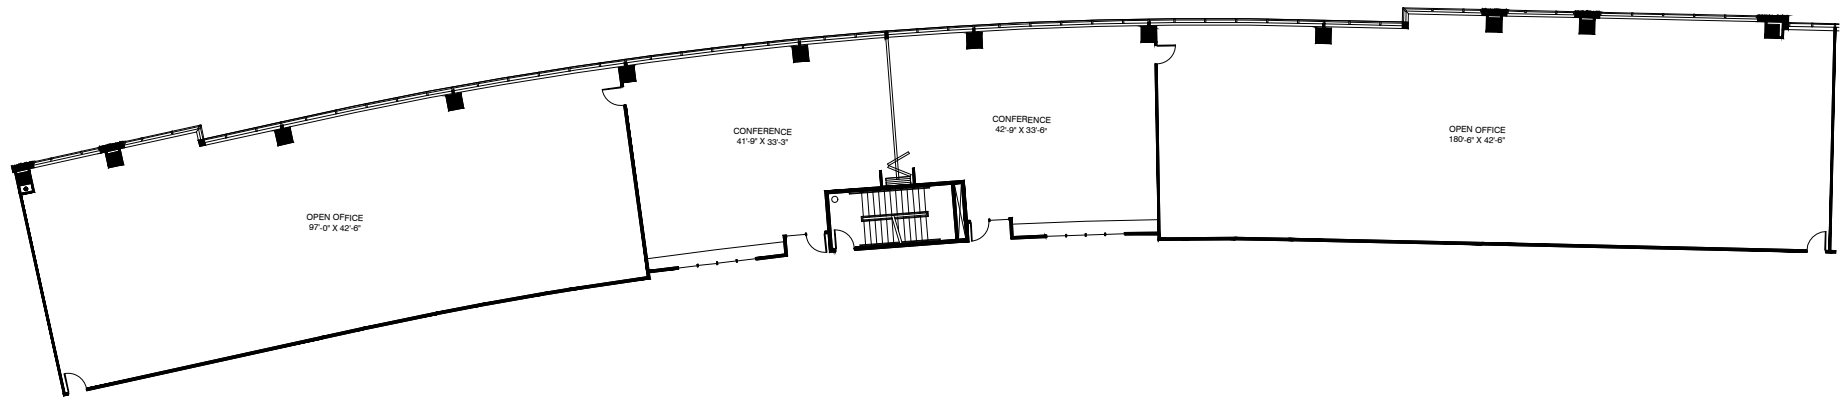 OPEN OFFICE
97'-0" X 42'-6"
CONFERENCE
41'-9" X 33'-3"
CONFERENCE
42'-9" X 33'-6"
OPEN OFFICE
180'-6" X 42'-6"